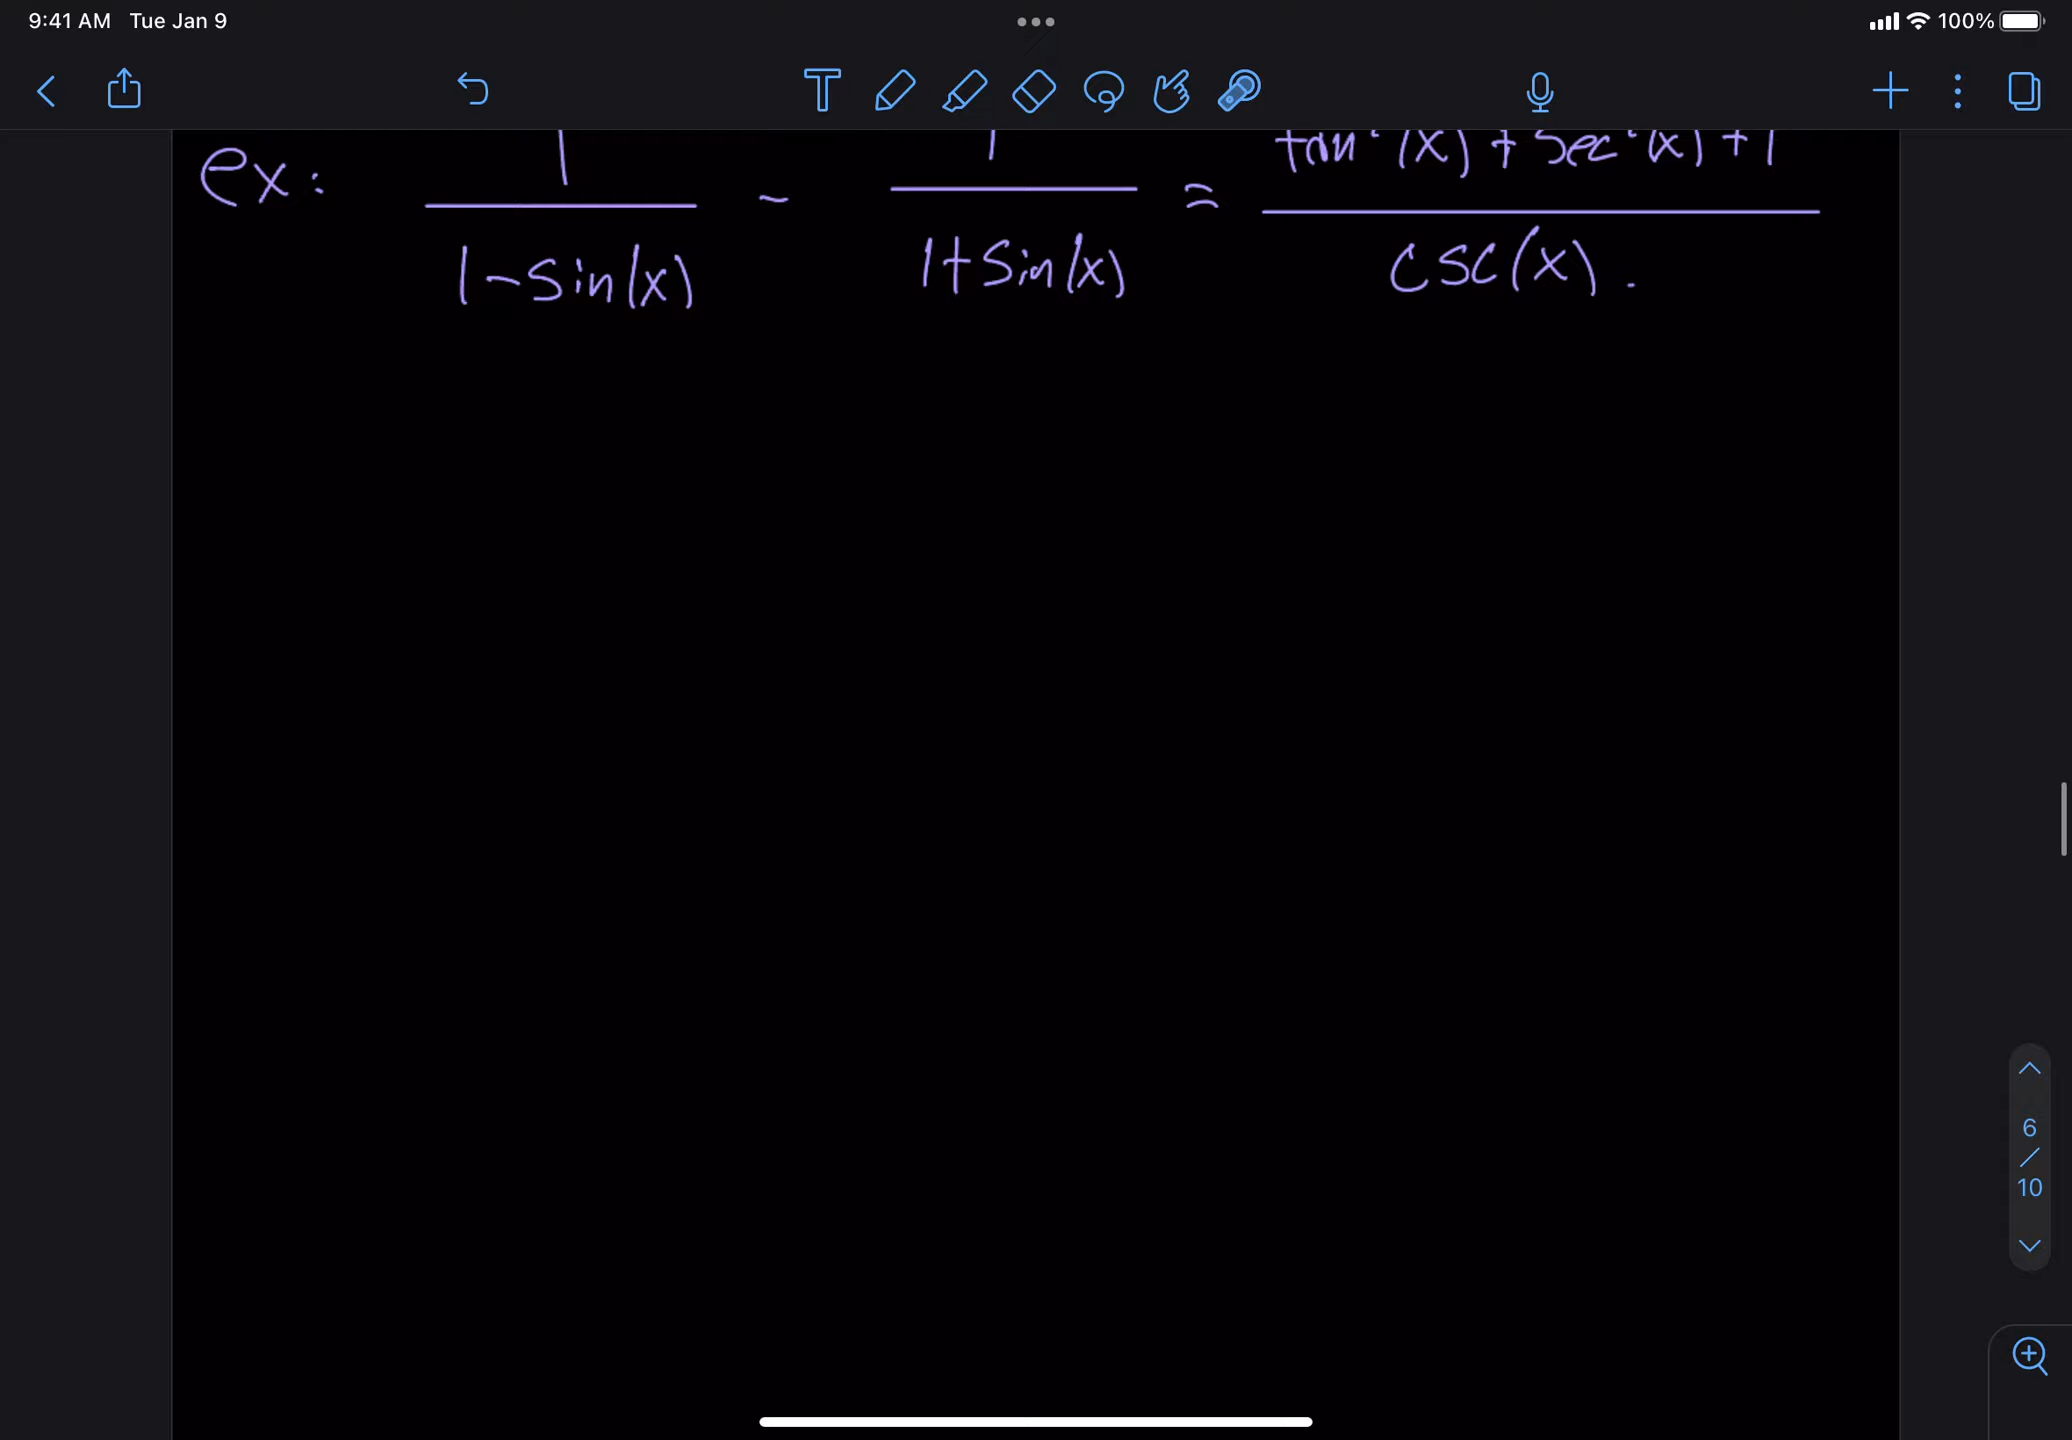 9:41 AM Tue Jan 9 100%
ex: 1/(1-sin(x)) - 1/(1+sin(x)) = (tan²(x) + sec²(x) + 1)/csc(x).
6
/
10